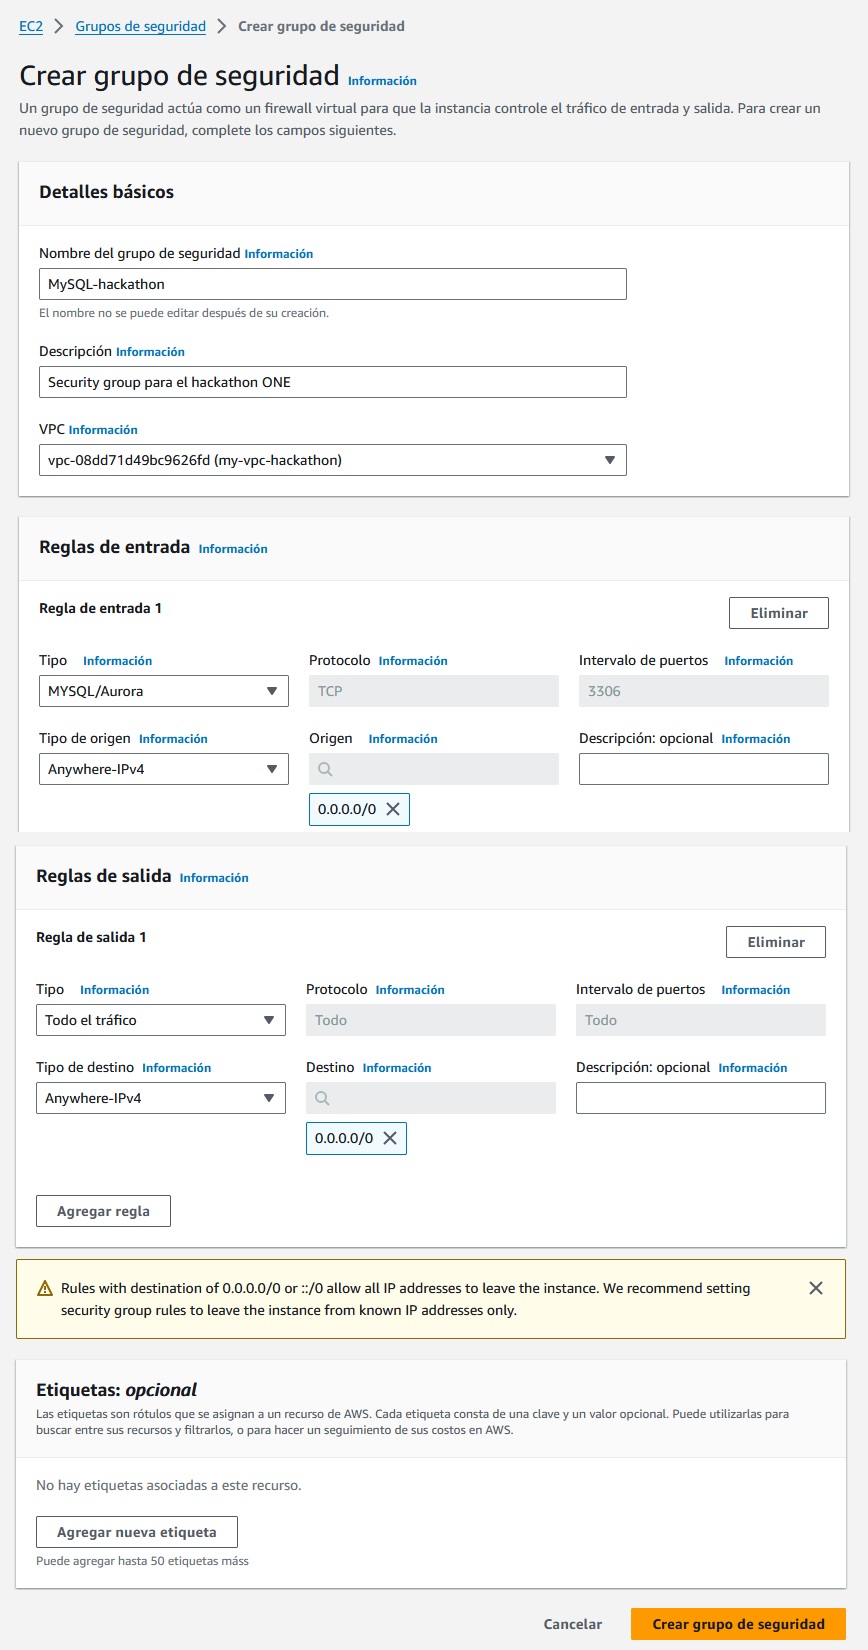 EC2 > Grupos de seguridad > Crear grupo de seguridad
Crear grupo de seguridad Información
Un grupo de seguridad actúa como un firewall virtual para que la instancia controle el tráfico de entrada y salida. Para crear un
nuevo grupo de seguridad, complete los campos siguientes.
Detalles básicos
Nombre del grupo de seguridad Información
MySQL-hackathon
El nombre no se puede editar después de su creación.
Descripción Información
Security group para el hackathon ONE
VPC Información
vpc-08dd71d49bc9626fd (my-vpc-hackathon)
Reglas de entrada Información
Regla de entrada 1 Eliminar
Tipo Información Protocolo Información Intervalo de puertos Información
MYSQL/Aurora TCP 3306
Tipo de origen Información Origen Información Descripción: opcional Información
Anywhere-IPv4
0.0.0.0/0
Reglas de salida Información
Regla de salida 1 Eliminar
Tipo Información Protocolo Información Intervalo de puertos Información
Todo el tráfico Todo Todo
Tipo de destino Información Destino Información Descripción: opcional Información
Anywhere-IPv4
0.0.0.0/0
Agregar regla
Rules with destination of 0.0.0.0/0 or ::/0 allow all IP addresses to leave the instance. We recommend setting
security group rules to leave the instance from known IP addresses only.
Etiquetas: opcional
Las etiquetas son rótulos que se asignan a un recurso de AWS. Cada etiqueta consta de una clave y un valor opcional. Puede utilizarlas para
buscar entre sus recursos y filtrarlos, o para hacer un seguimiento de sus costos en AWS.
No hay etiquetas asociadas a este recurso.
Agregar nueva etiqueta
Puede agregar hasta 50 etiquetas máss
Cancelar Crear grupo de seguridad